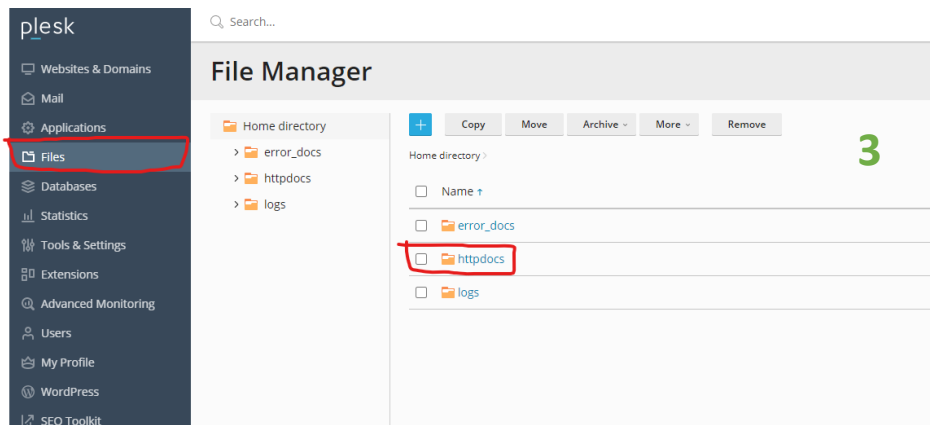 plesk
Search...
Websites & Domains
Mail
Applications
Files
Databases
Statistics
Tools & Settings
Extensions
Advanced Monitoring
Users
My Profile
WordPress
SEO Toolkit
File Manager
Home directory
error_docs
httpdocs
logs
Copy Move Archive More Remove
3
Home directory
Name ↑
error_docs
httpdocs
logs